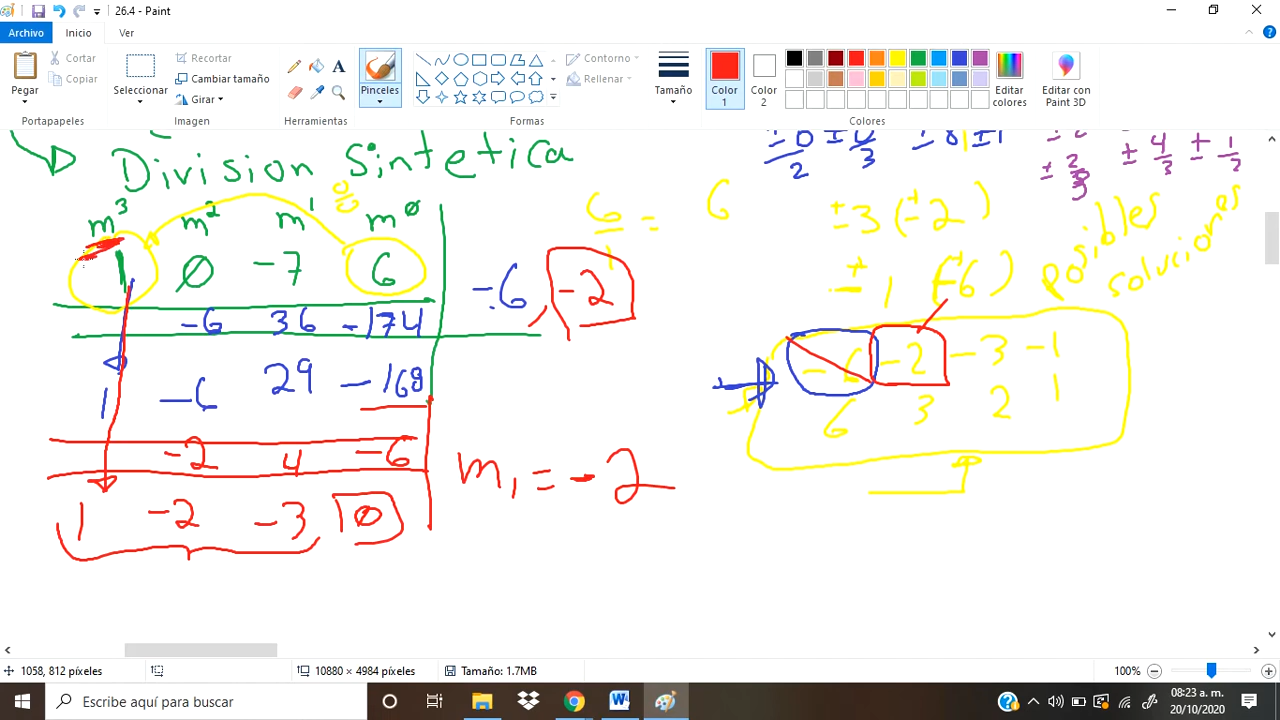 26.4 - Paint
Archivo Inicio Ver
Pegar
Cortar
Copiar
Portapapeles
Seleccionar
Recortar
Cambiar tamaño
Girar
Imagen
A
Herramientas
Pinceles
Contorno
Rellenar
Formas
Tamaño
Color 1
Color 2
Editar colores
Editar con Paint 3D
Colores
Division Sintetica
m³ m² m¹ m⁰
1 0 -7 6
-6 36 -174
1 -6 29 -168
-2 4 -6
1 -2 -3 0
-6, -2
m₁ = -2
6/1 = 6
±3 (±2)
±1 (±6)
posibles
soluciones
-6 -2 -3 -1
6 3 2 1
± 4/3 ± 1/3
1058, 812 píxeles
10880 × 4984 píxeles
Tamaño: 1.7MB
100%
Escribe aquí para buscar
08:23 a. m.
20/10/2020